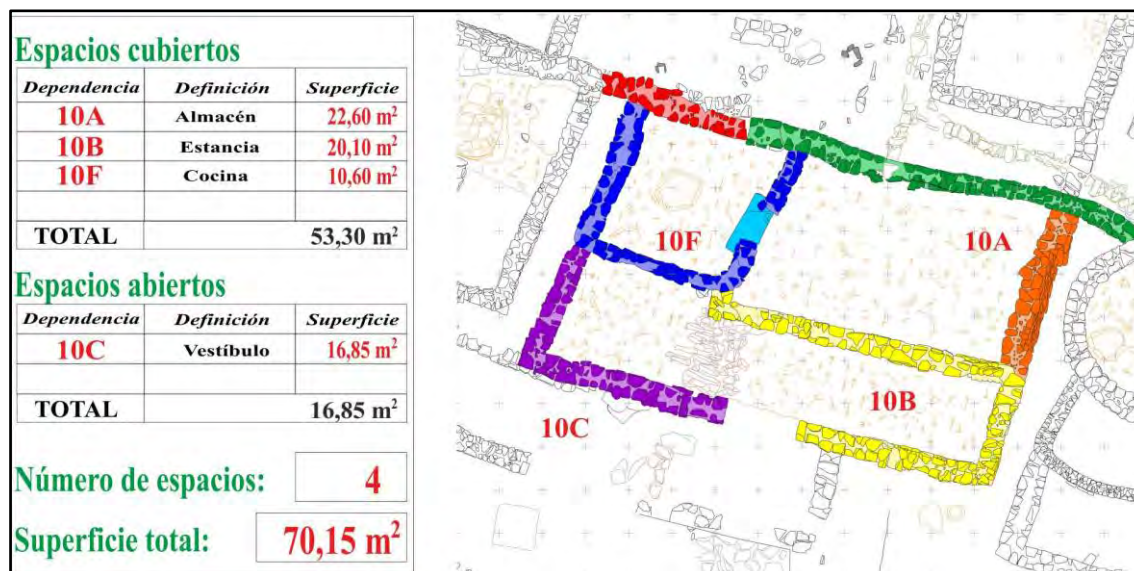 Espacios cubiertos
Dependencia Definición Superficie
10A Almacén 22,60 m²
10B Estancia 20,10 m²
10F Cocina 10,60 m²
TOTAL 53,30 m²
Espacios abiertos
Dependencia Definición Superficie
10C Vestíbulo 16,85 m²
TOTAL 16,85 m²
Número de espacios: 4
Superficie total: 70,15 m²
10F
10A
10B
10C